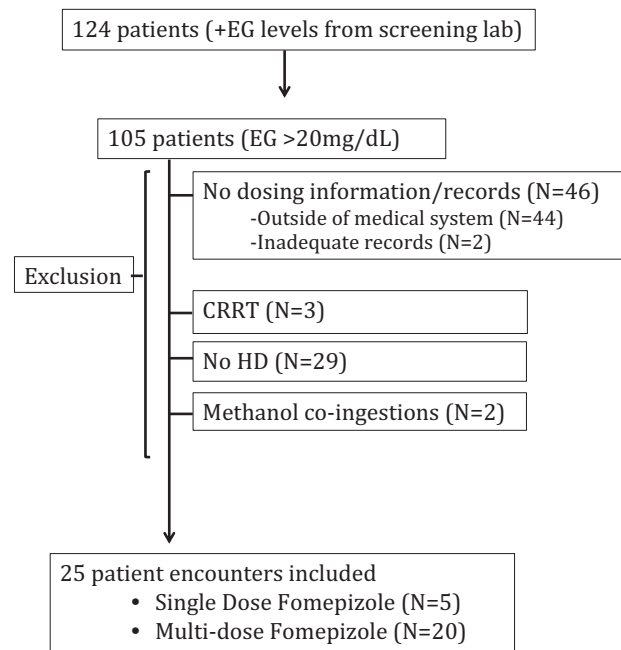 124 patients (+EG levels from screening lab)
105 patients (EG >20mg/dL)
No dosing information/records (N=46)
-Outside of medical system (N=44)
-Inadequate records (N=2)
Exclusion
CRRT (N=3)
No HD (N=29)
Methanol co-ingestions (N=2)
25 patient encounters included
• Single Dose Fomepizole (N=5)
• Multi-dose Fomepizole (N=20)